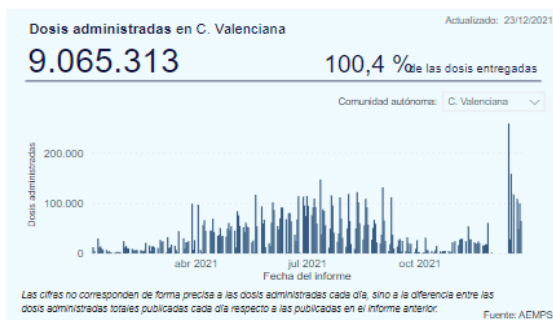 Actualizado: 23/12/2021
Dosis administradas en C. Valenciana
9.065.313
100,4 % de las dosis entregadas
Comunidad autónoma: C. Valenciana
Dosis administradas
200.000
100.000
0
abr 2021 jul 2021 oct 2021
Fecha del informe
Las cifras no corresponden de forma precisa a las dosis administradas cada día, sino a la diferencia entre las
dosis administradas totales publicadas cada día respecto a las publicadas en el informe anterior.
Fuente: AEMPS